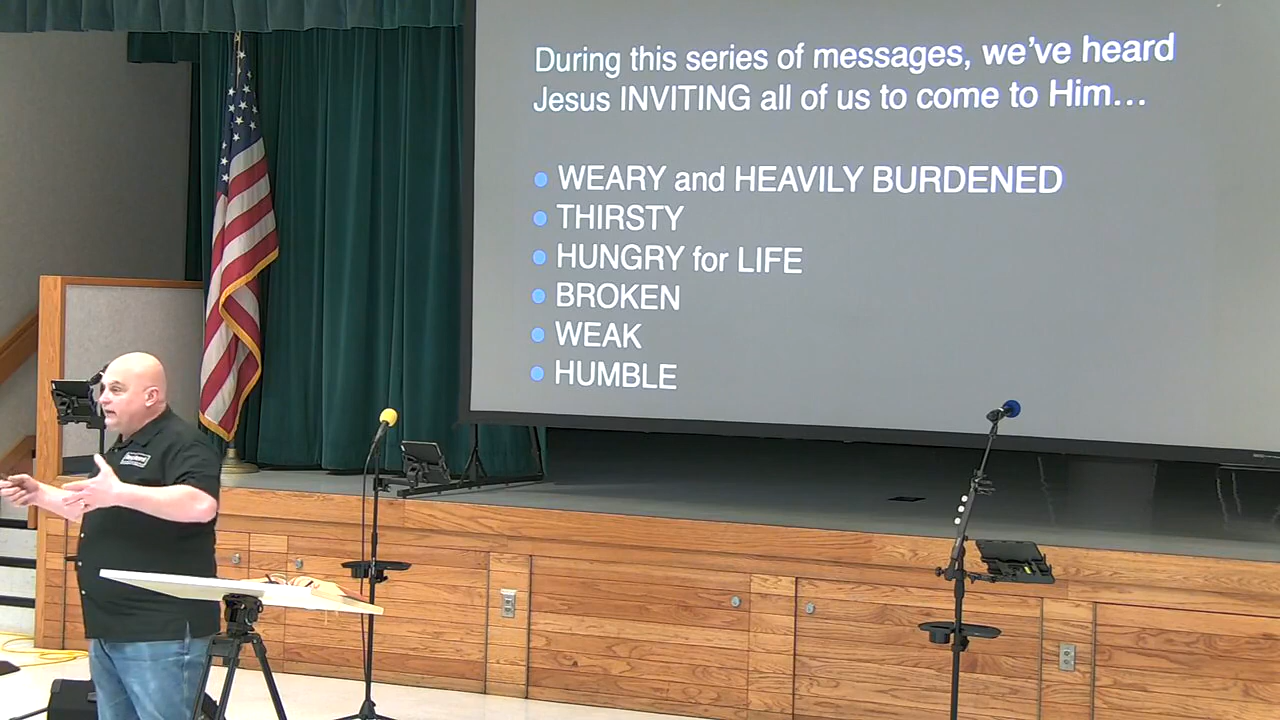 During this series of messages, we've heard
Jesus INVITING all of us to come to Him...
● WEARY and HEAVILY BURDENED
● THIRSTY
● HUNGRY for LIFE
● BROKEN
● WEAK
● HUMBLE